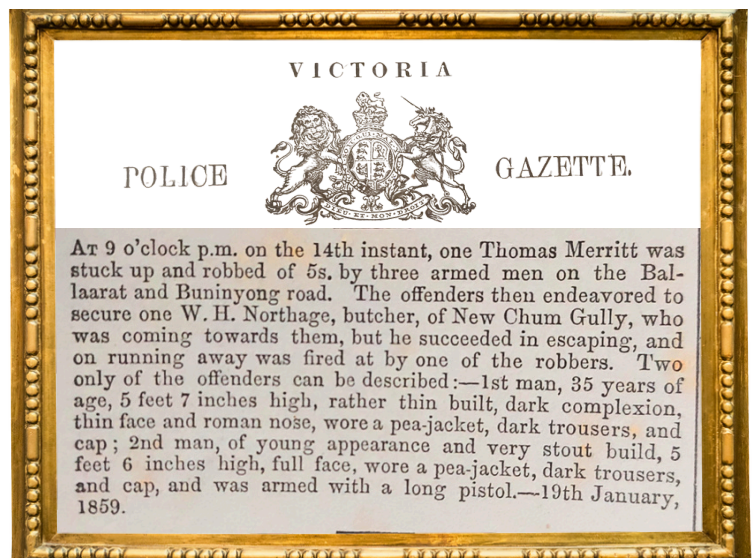 VICTORIA
POLICE
GAZETTE.
DIEU·ET·MON·DROIT
AT 9 o'clock p.m. on the 14th instant, one Thomas Merritt was
stuck up and robbed of 5s. by three armed men on the Bal-
laarat and Buninyong road. The offenders then endeavored to
secure one W. H. Northage, butcher, of New Chum Gully, who
was coming towards them, but he succeeded in escaping, and
on running away was fired at by one of the robbers. Two
only of the offenders can be described:—1st man, 35 years of
age, 5 feet 7 inches high, rather thin built, dark complexion,
thin face and roman nose, wore a pea-jacket, dark trousers, and
cap; 2nd man, of young appearance and very stout build, 5
feet 6 inches high, full face, wore a pea-jacket, dark trousers,
and cap, and was armed with a long pistol.—19th January,
1859.